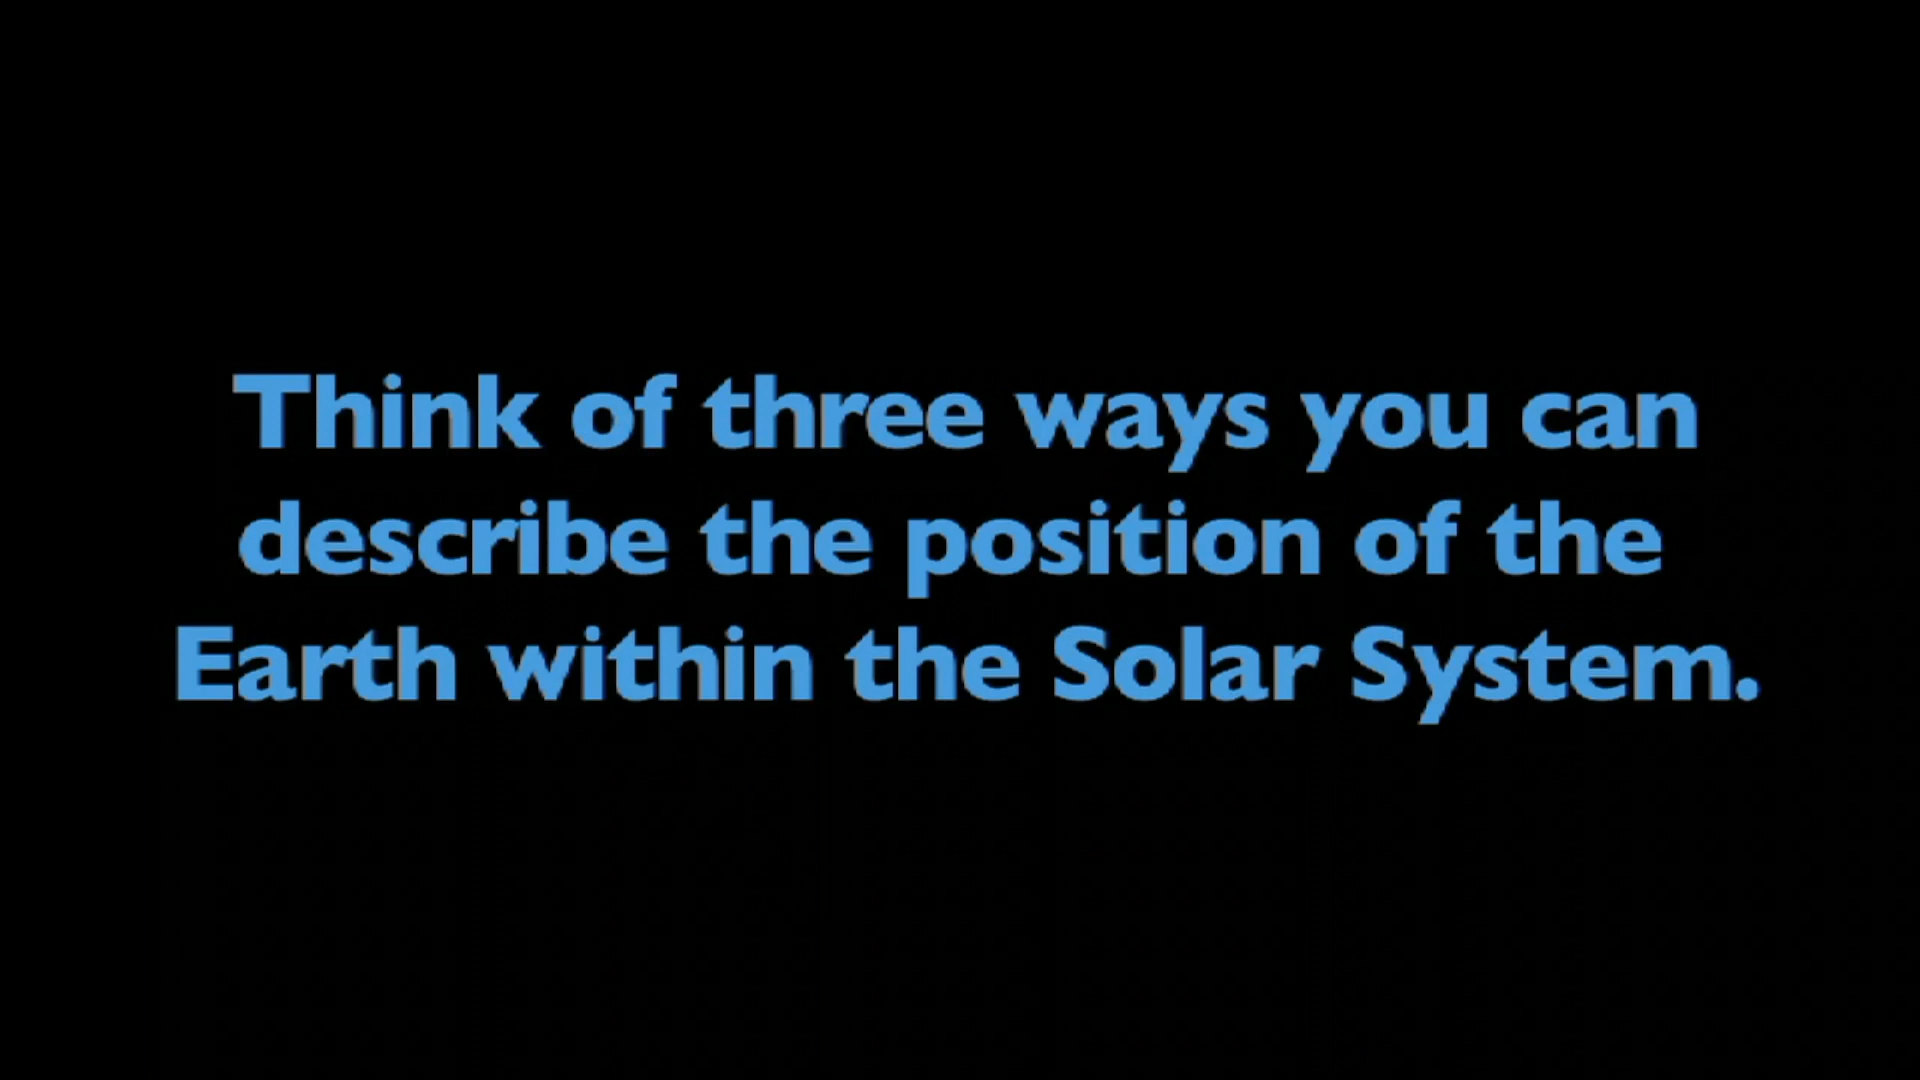 Think of three ways you can
describe the position of the
Earth within the Solar System.